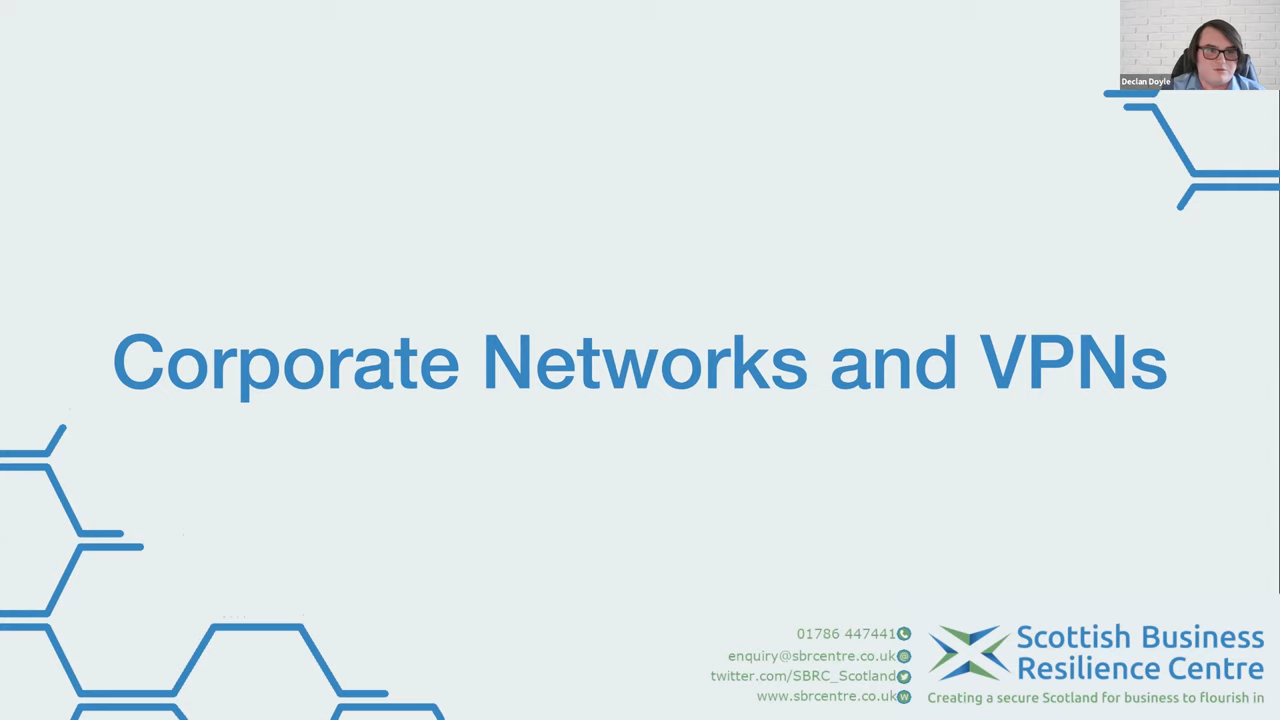 Declan Doyle
Corporate Networks and VPNs
01786 447441
enquiry@sbrcentre.co.uk
twitter.com/SBRC_Scotland
www.sbrcentre.co.uk
Scottish Business
Resilience Centre
Creating a secure Scotland for business to flourish in